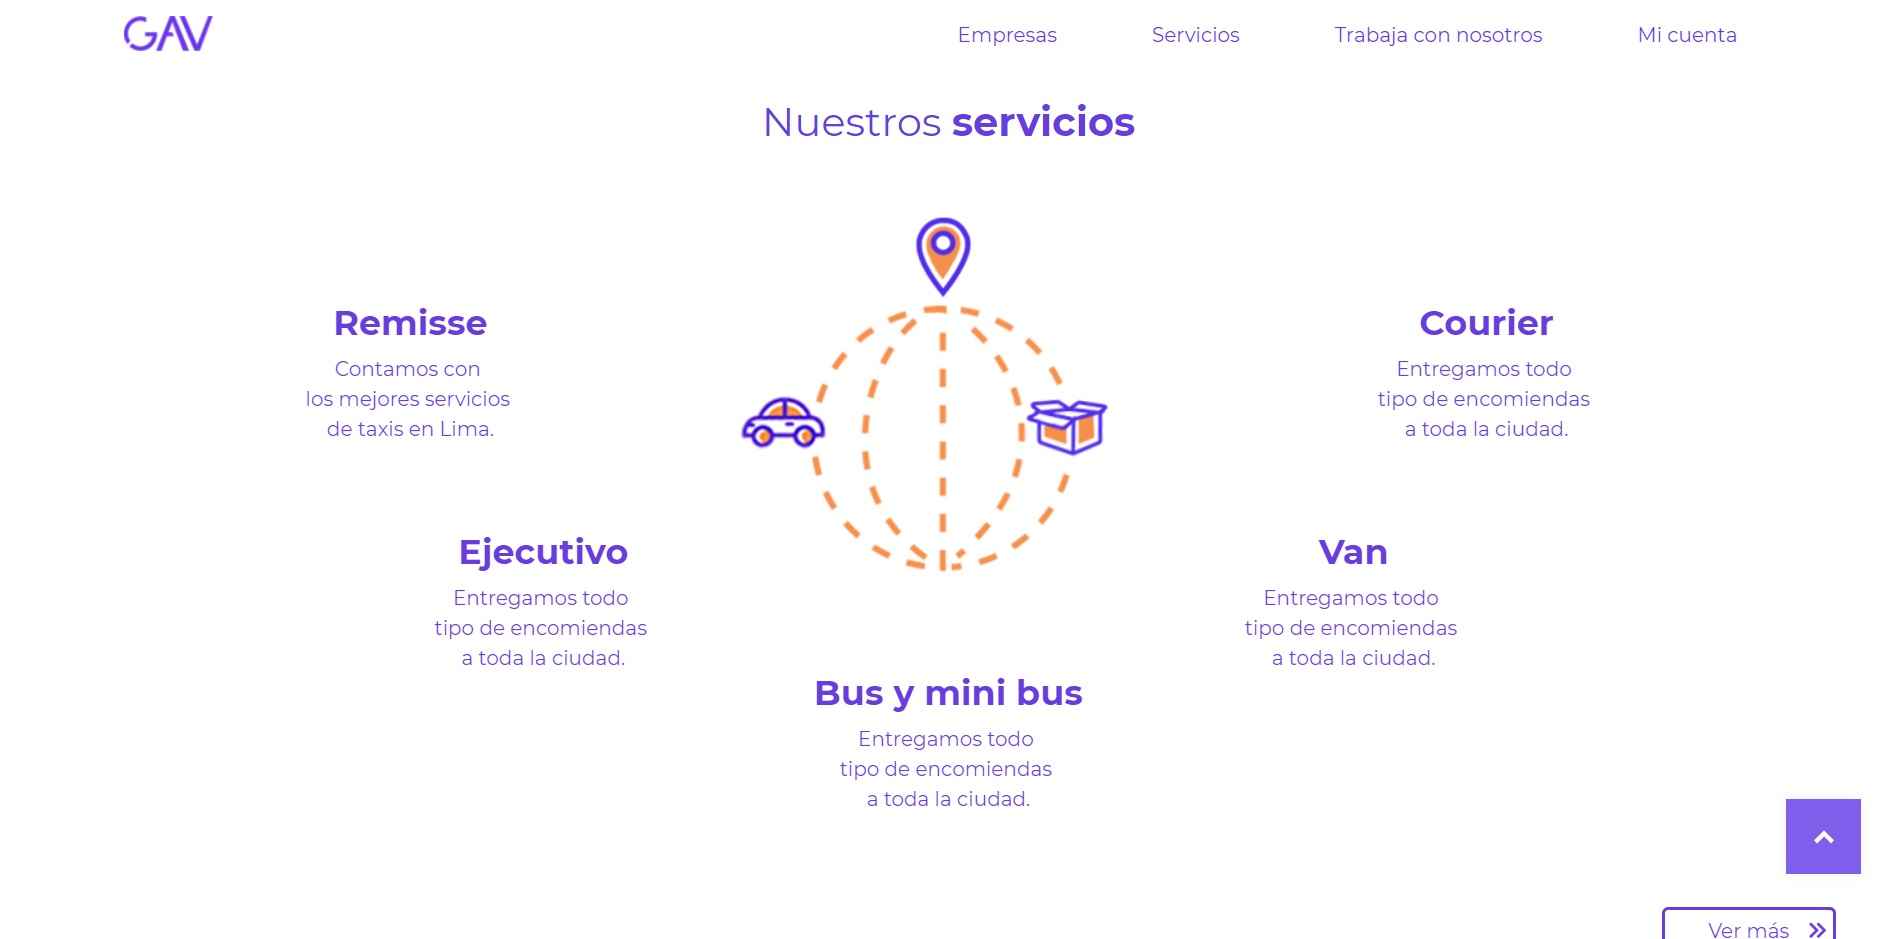 GAV
Empresas
Servicios
Trabaja con nosotros
Mi cuenta
Nuestros servicios
Remisse
Contamos con
los mejores servicios
de taxis en Lima.
Courier
Entregamos todo
tipo de encomiendas
a toda la ciudad.
Ejecutivo
Entregamos todo
tipo de encomiendas
a toda la ciudad.
Van
Entregamos todo
tipo de encomiendas
a toda la ciudad.
Bus y mini bus
Entregamos todo
tipo de encomiendas
a toda la ciudad.
Ver más